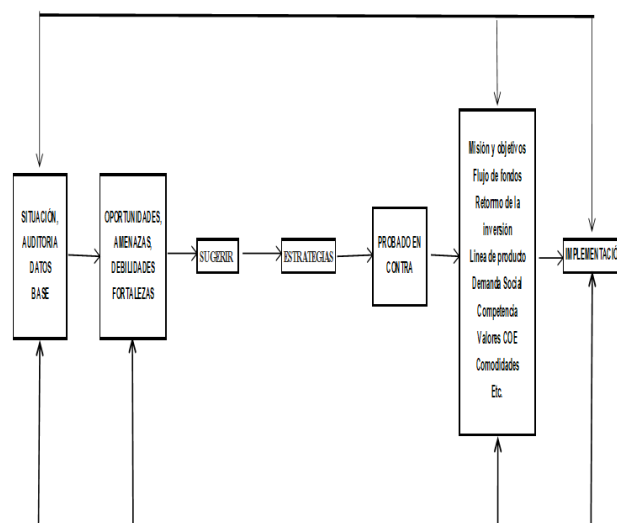 SITUACIÓN,
AUDITORIA
DATOS
BASE
OPORTUNIDADES,
AMENAZAS,
DEBILIDADES
FORTALEZAS
SUGERIR
ESTRATEGIAS
PROBADO EN
CONTRA
Misión y objetivos
Flujo de fondos
Retormo de la
inversión
Línea de producto
Demanda Social
Competencia
Valores COE
Comodidades
Etc.
IMPLEMENTACIÓ